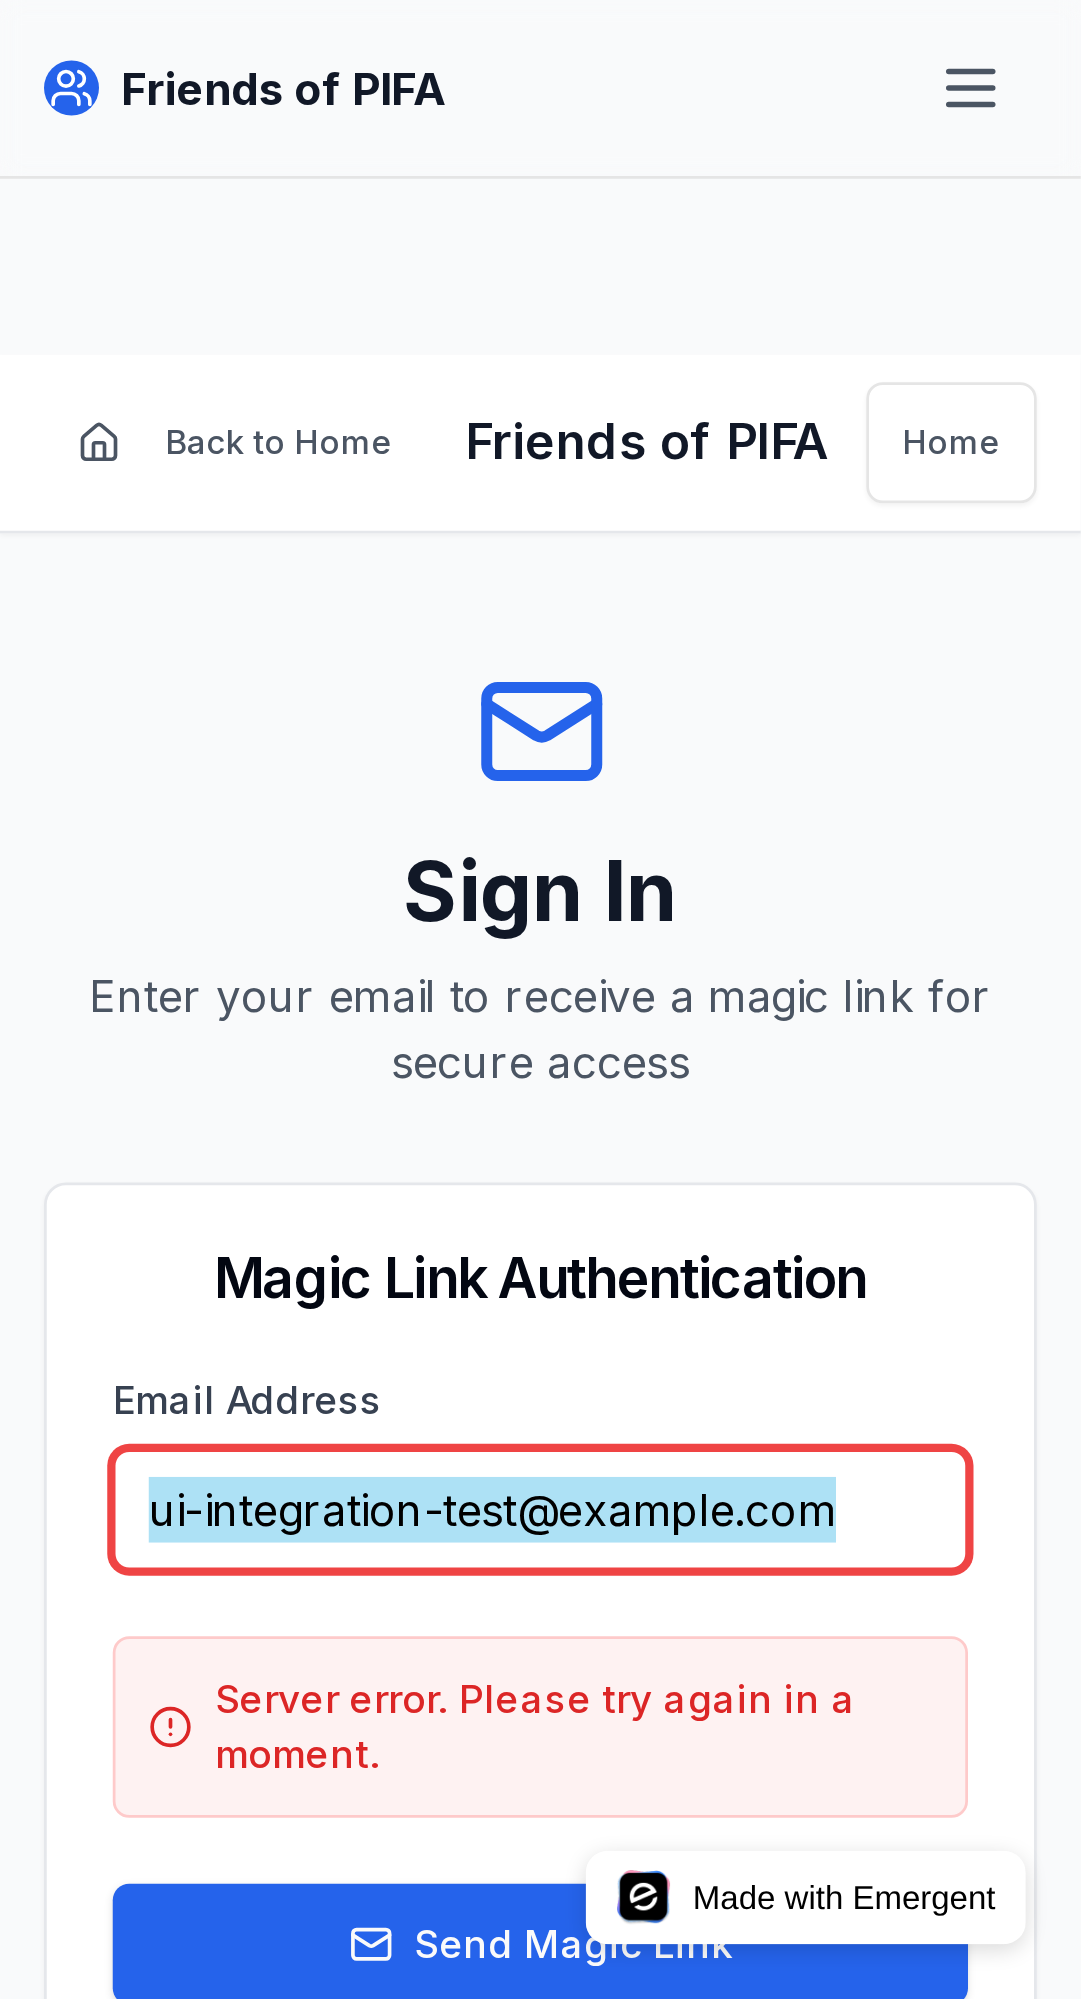 Friends of PIFA
Back to Home
Friends of PIFA
Home
Sign In
Enter your email to receive a magic link for
secure access
Magic Link Authentication
Email Address
ui-integration-test@example.com
Server error. Please try again in a
moment.
Made with Emergent
Send Magic Link